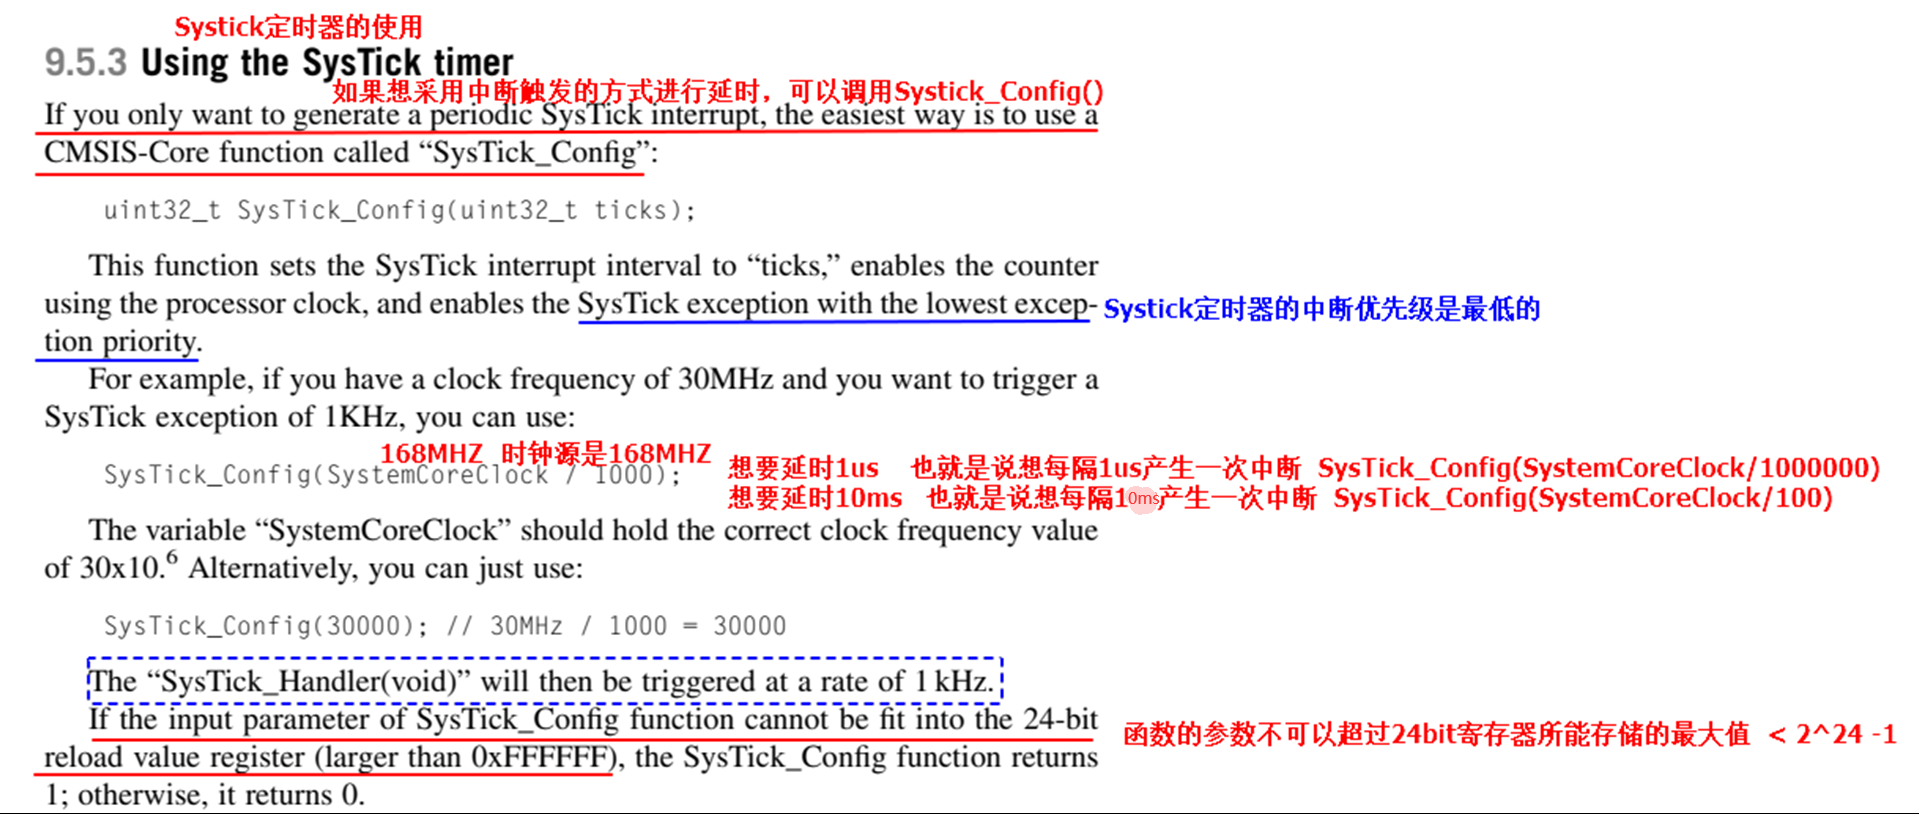 Systick定时器的使用
9.5.3 Using the SysTick timer
如果想采用中断触发的方式进行延时，可以调用Systick_Config()
If you only want to generate a periodic SysTick interrupt, the easiest way is to use a
CMSIS-Core function called “SysTick_Config”:
uint32_t SysTick_Config(uint32_t ticks);
This function sets the SysTick interrupt interval to “ticks,” enables the counter
using the processor clock, and enables the SysTick exception with the lowest excep-
Systick定时器的中断优先级是最低的
tion priority.
For example, if you have a clock frequency of 30MHz and you want to trigger a
SysTick exception of 1KHz, you can use:
168MHZ 时钟源是168MHZ
SysTick_Config(SystemCoreClock / 1000);
想要延时1us 也就是说想每隔1us产生一次中断 SysTick_Config(SystemCoreClock/1000000)
想要延时10ms 也就是说想每隔10ms产生一次中断 SysTick_Config(SystemCoreClock/100)
The variable “SystemCoreClock” should hold the correct clock frequency value
of 30x10.⁶ Alternatively, you can just use:
SysTick_Config(30000); // 30MHz / 1000 = 30000
The “SysTick_Handler(void)” will then be triggered at a rate of 1 kHz.
If the input parameter of SysTick_Config function cannot be fit into the 24-bit
函数的参数不可以超过24bit寄存器所能存储的最大值 < 2^24 -1
reload value register (larger than 0xFFFFFF), the SysTick_Config function returns
1; otherwise, it returns 0.